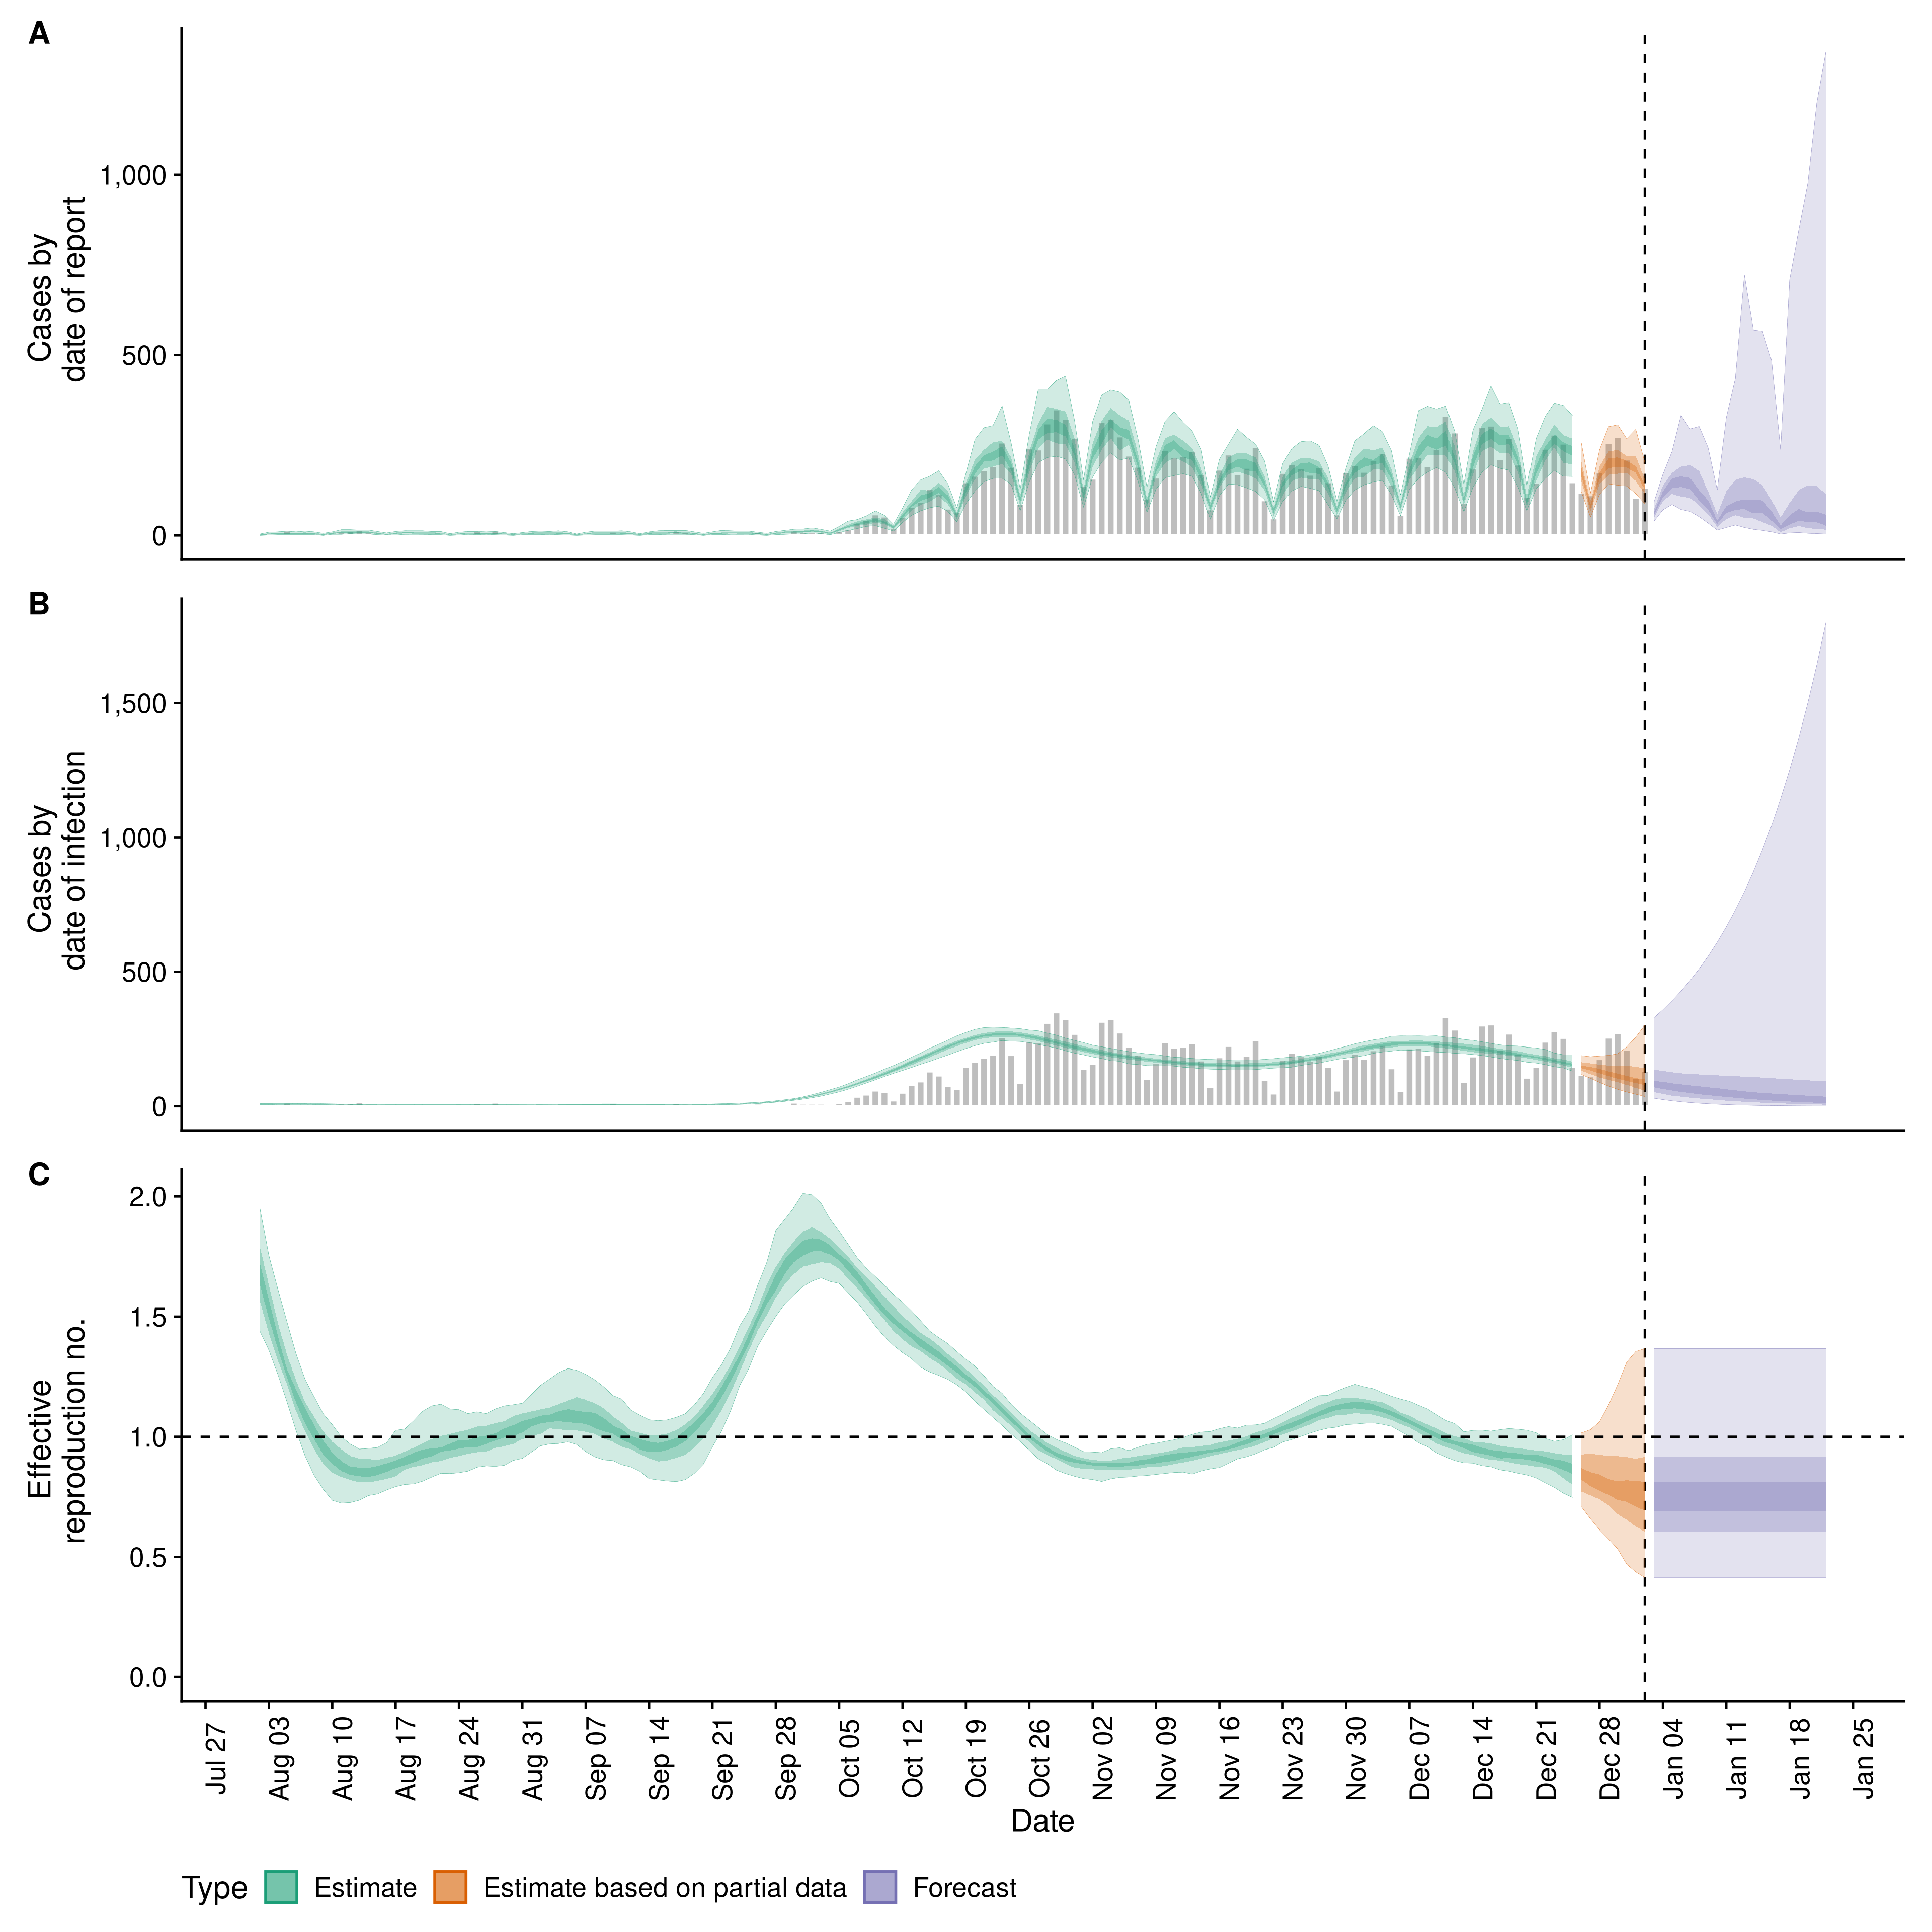 A
Cases by
date of report
1,000
500
0
B
Cases by
date of infection
1,500
1,000
500
0
C
Effective
reproduction no.
2.0
1.5
1.0
0.5
0.0
Jul 27
Aug 03
Aug 10
Aug 17
Aug 24
Aug 31
Sep 07
Sep 14
Sep 21
Sep 28
Oct 05
Oct 12
Oct 19
Oct 26
Nov 02
Nov 09
Nov 16
Nov 23
Nov 30
Dec 07
Dec 14
Dec 21
Dec 28
Jan 04
Jan 11
Jan 18
Jan 25
Date
Type Estimate Estimate based on partial data Forecast